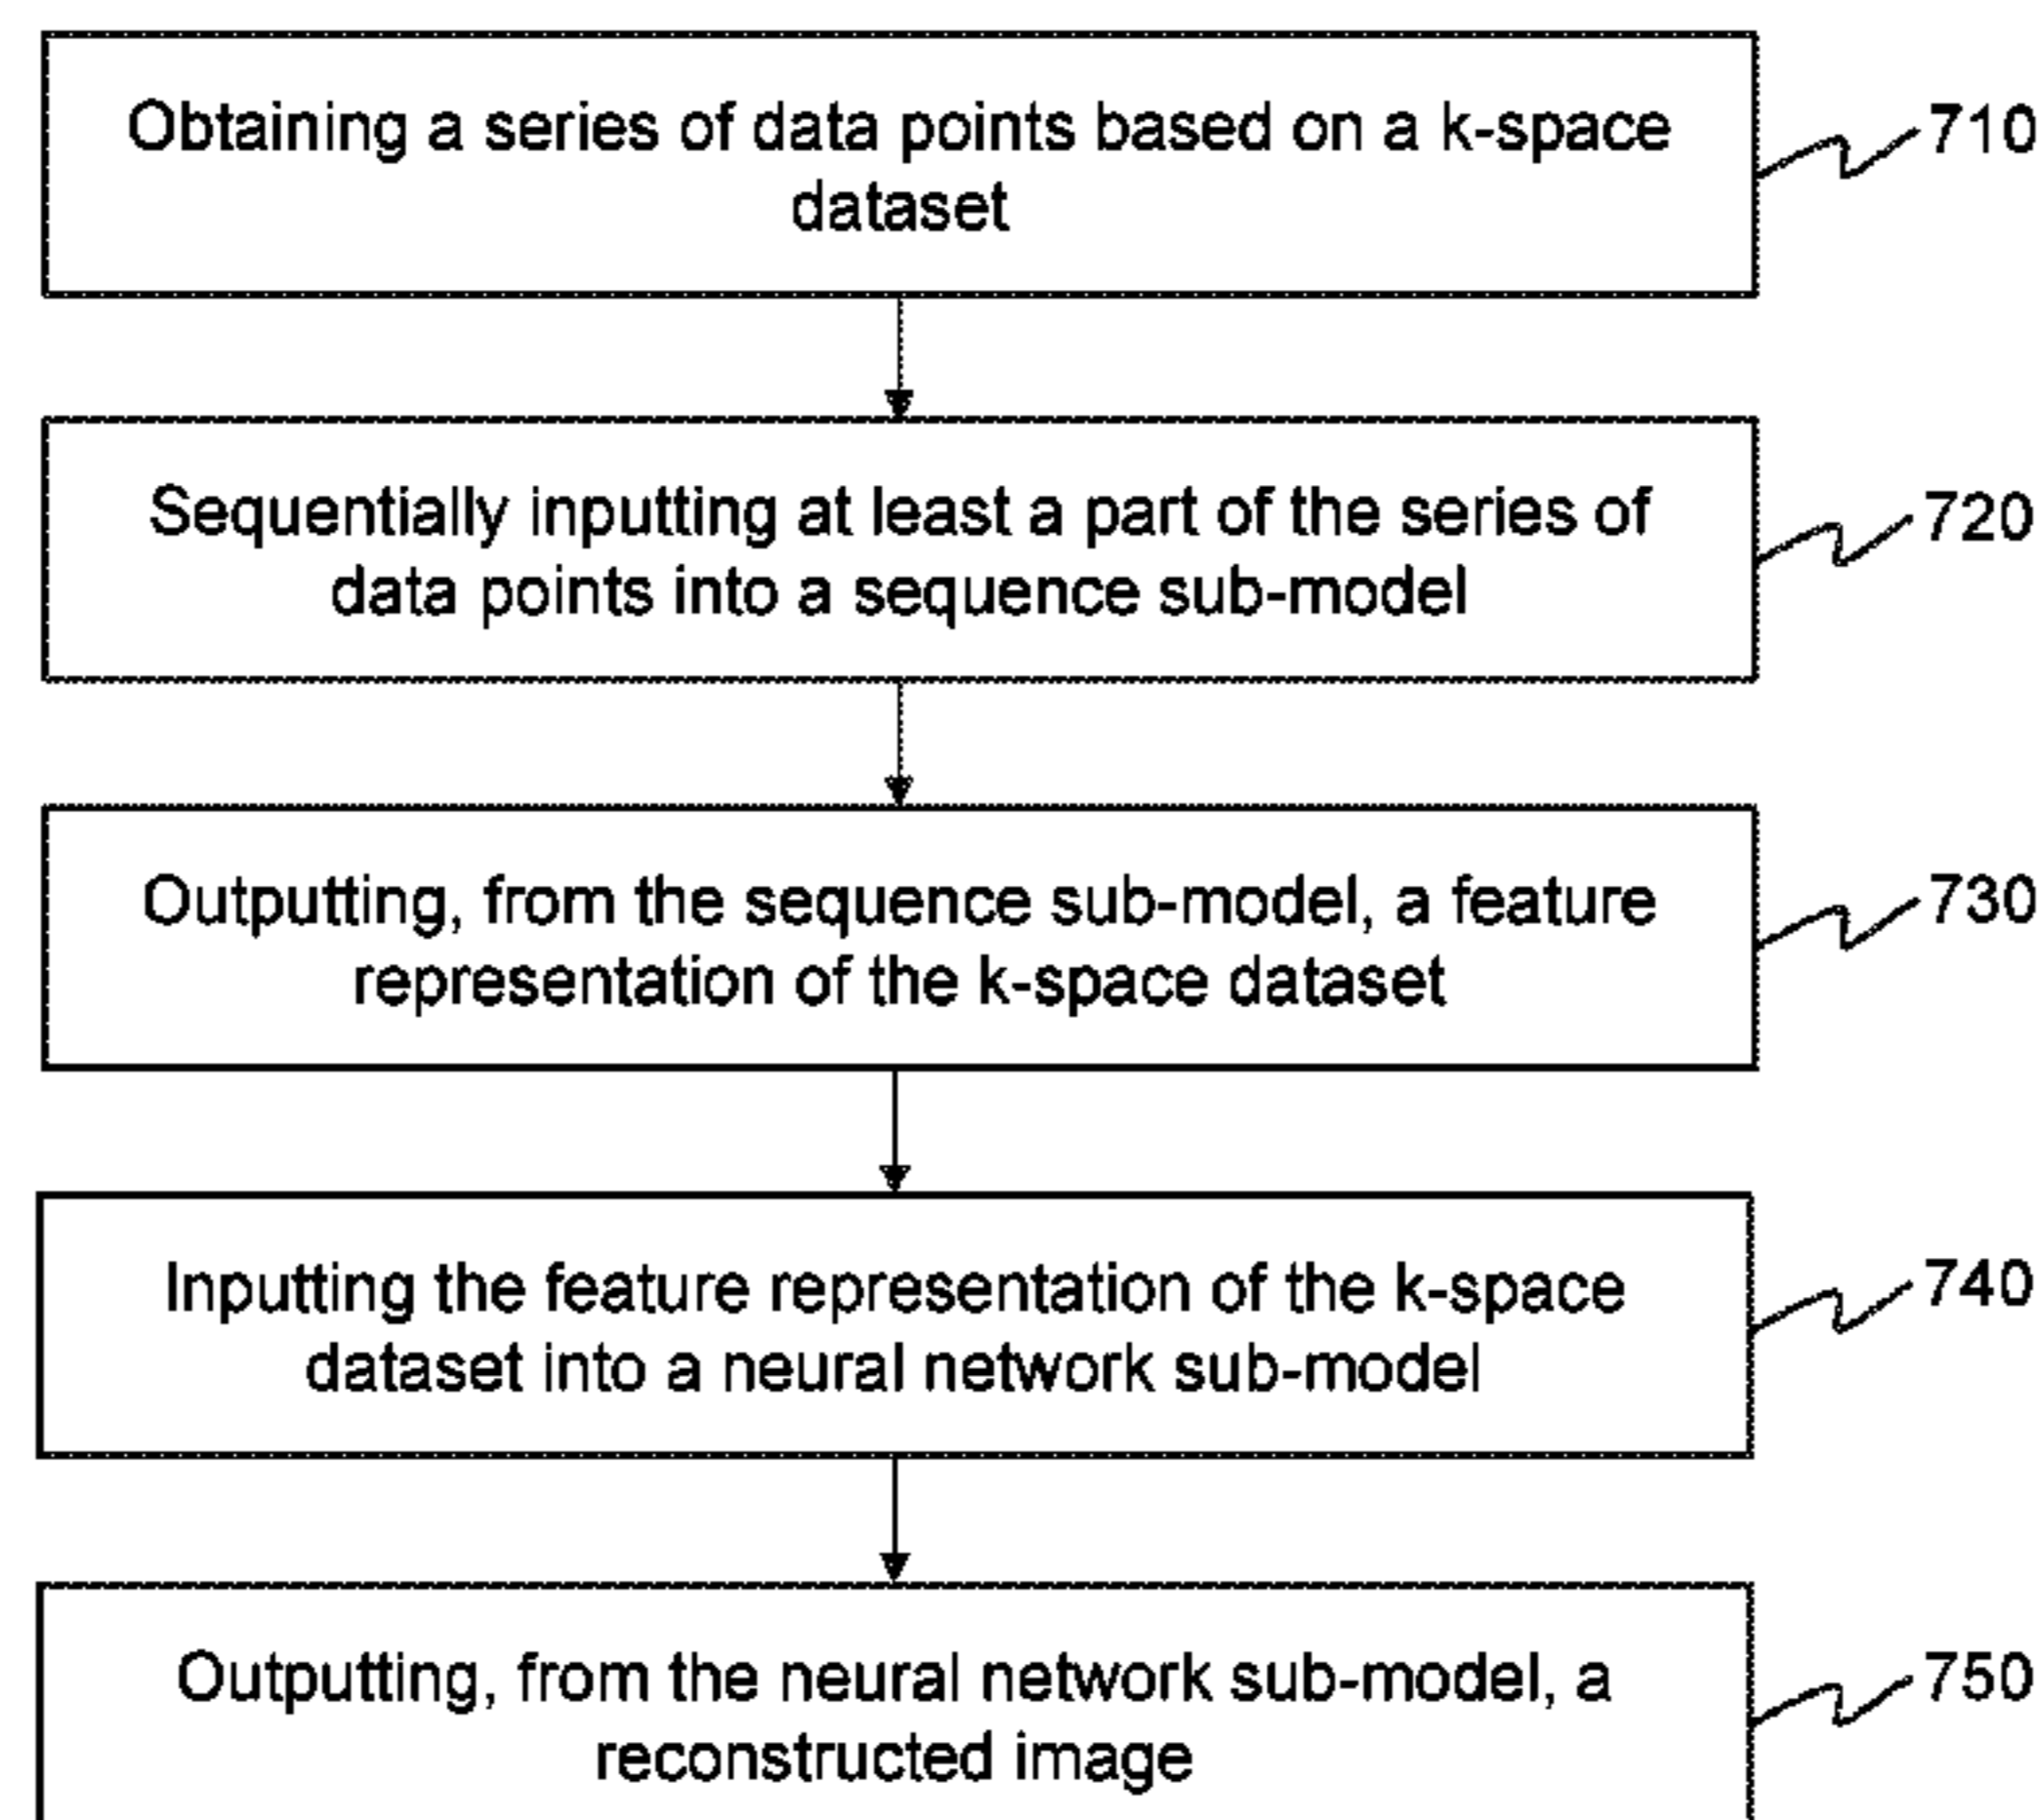 Obtaining a series of data points based on a k-space
dataset
710
Sequentially inputting at least a part of the series of
data points into a sequence sub-model
720
Outputting, from the sequence sub-model, a feature
representation of the k-space dataset
730
Inputting the feature representation of the k-space
dataset into a neural network sub-model
740
Outputting, from the neural network sub-model, a
reconstructed image
750